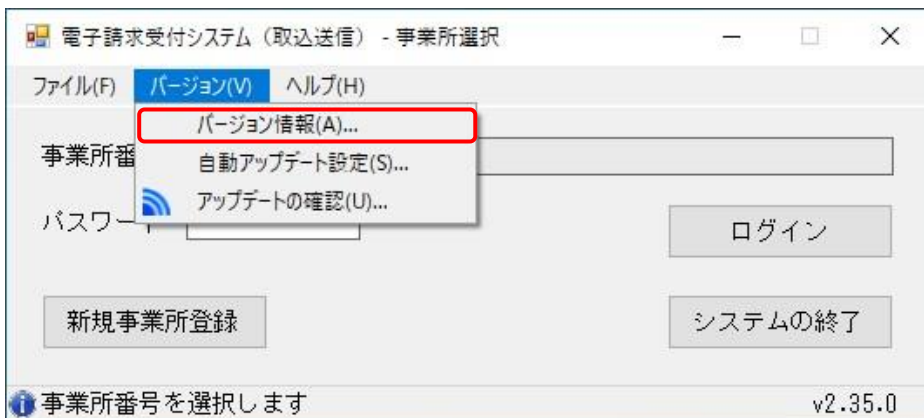 電子請求受付システム（取込送信） - 事業所選択
ファイル(F) バージョン(V) ヘルプ(H)
バージョン情報(A)...
自動アップデート設定(S)...
アップデートの確認(U)...
事業所番
パスワー
ログイン
新規事業所登録
システムの終了
事業所番号を選択します
v2.35.0